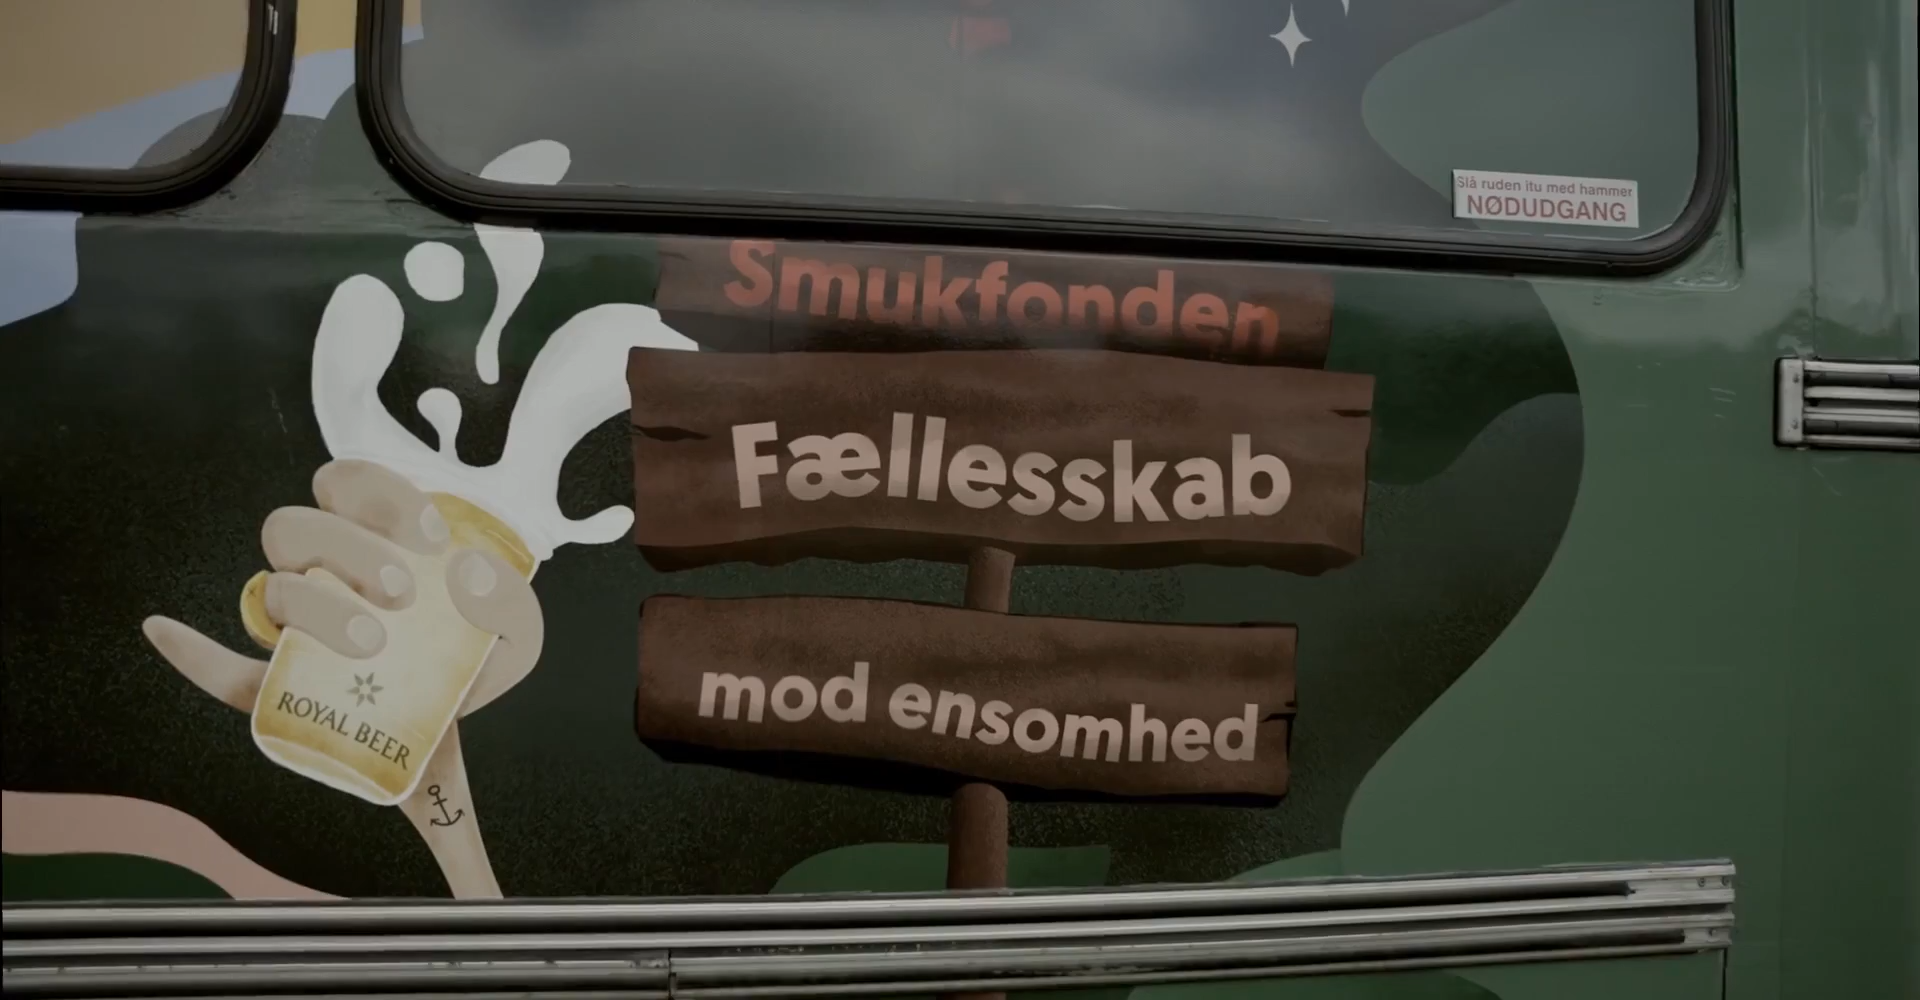 Slå ruden itu med hammer
NØDUDGANG
Smukfonden
Fællesskab
mod ensomhed
ROYAL BEER